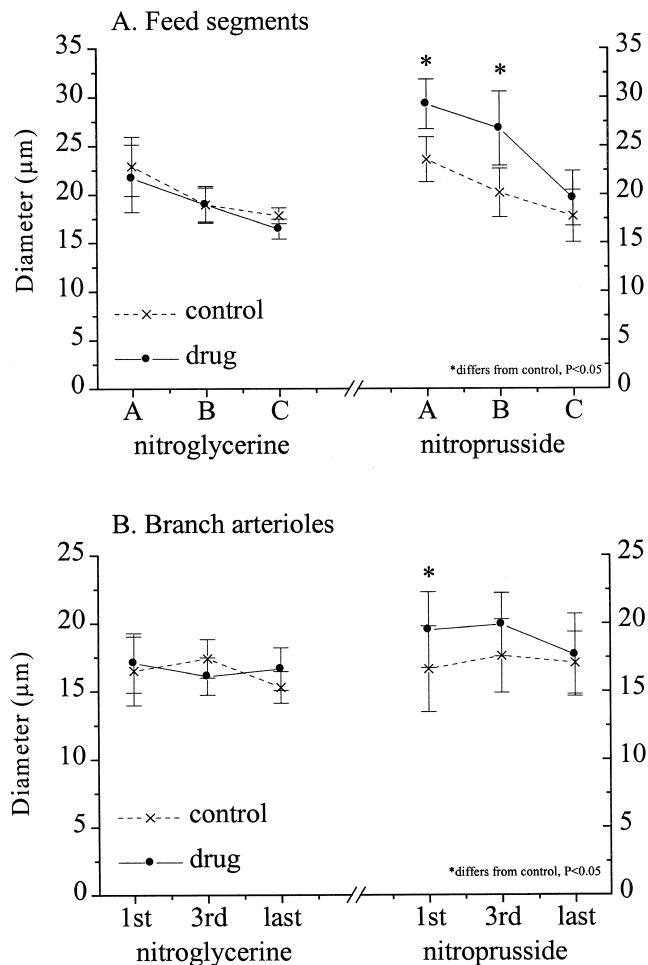 A. Feed segments
35
30
25
20
15
10
5
0
Diameter (µm)
control
drug
* *
35
30
25
20
15
10
5
0
*differs from control, P<0.05
A B C A B C
nitroglycerine nitroprusside
B. Branch arterioles
25
20
15
10
5
0
Diameter (µm)
control
drug
*
25
20
15
10
5
0
*differs from control, P<0.05
1st 3rd last 1st 3rd last
nitroglycerine nitroprusside